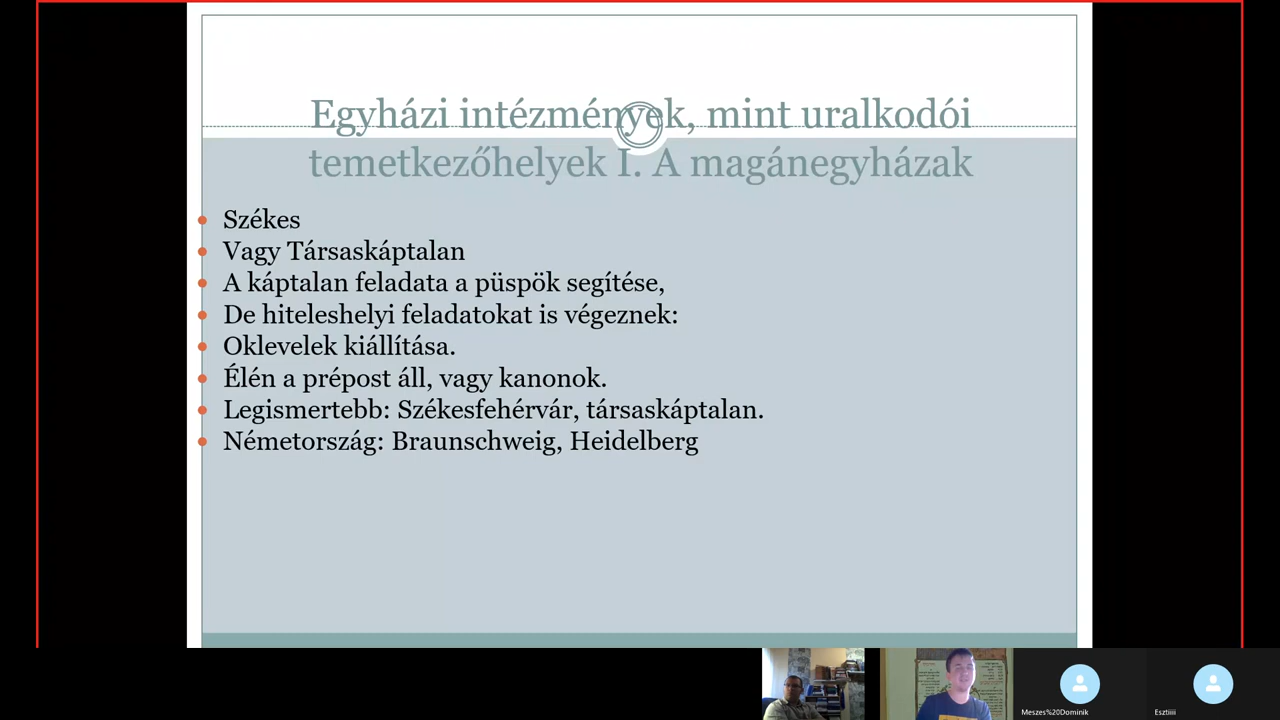 Egyházi intézmények, mint uralkodói
temetkezőhelyek I. A magánegyházak
Székes
Vagy Társaskáptalan
A káptalan feladata a püspök segítése,
De hiteleshelyi feladatokat is végeznek:
Oklevelek kiállítása.
Élén a prépost áll, vagy kanonok.
Legismertebb: Székesfehérvár, társaskáptalan.
Németország: Braunschweig, Heidelberg
Meszes%20Dominik
Esztiiii